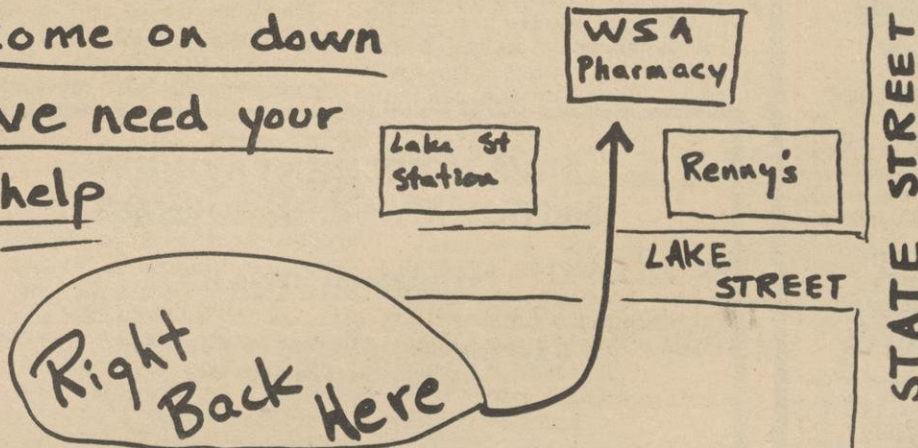 ome on down
ve need your
help
WSA
Pharmacy
Lake St
Station
Renny's
LAKE
STREET
STATE STREET
Right
Back
Here